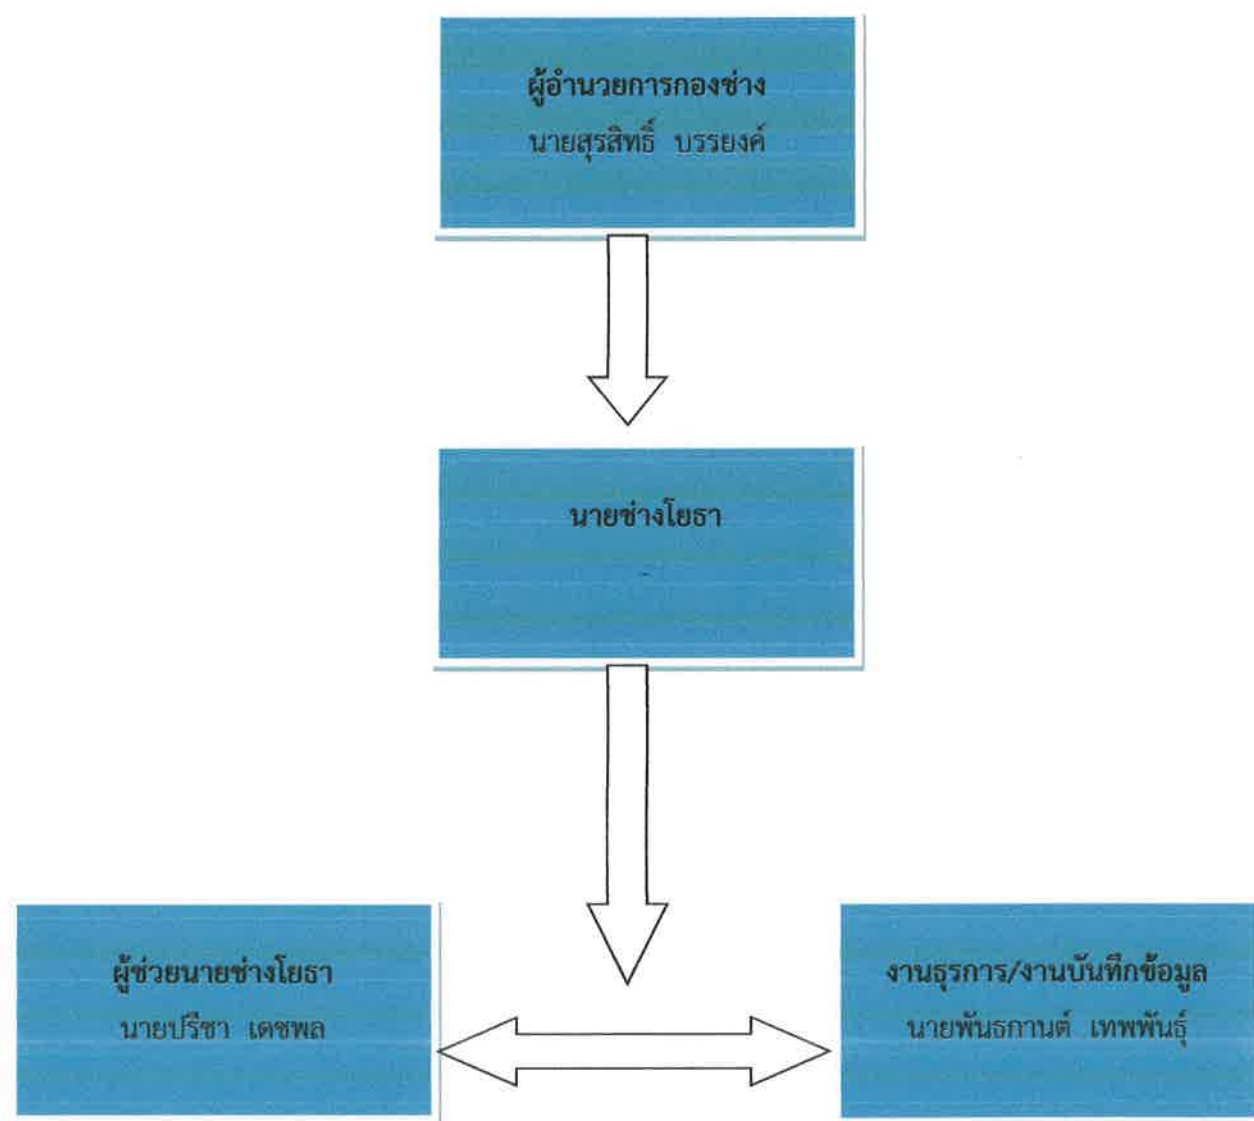 ผู้อำนวยการกองช่าง
นายสุรสิทธิ์ บรรยงค์
นายช่างโยธา
-
ผู้ช่วยนายช่างโยธา
นายปรีชา เดชพล
งานธุรการ/งานบันทึกข้อมูล
นายพันธกานต์ เทพพันธุ์